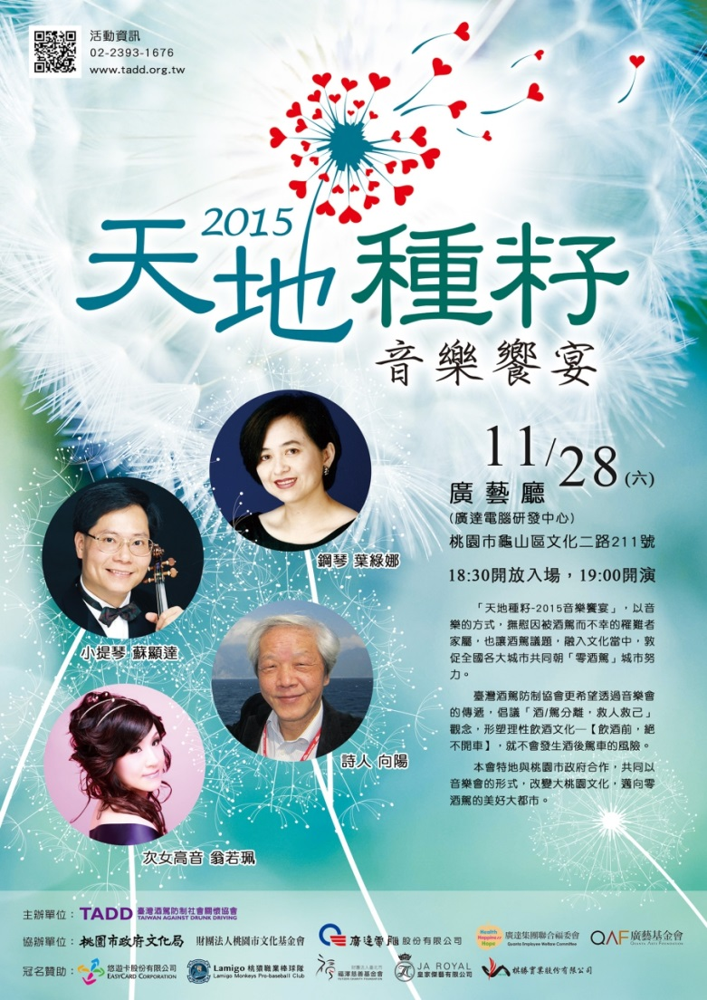 活動資訊
02-2393-1676
www.tadd.org.tw
2015
天地種籽
音樂饗宴
11/28(六)
廣藝廳
(廣達電腦研發中心)
桃園市龜山區文化二路211號
18:30開放入場，19:00開演
鋼琴 葉綠娜
小提琴 蘇顯達
詩人 向陽
次女高音 翁若珮
「天地種籽-2015音樂饗宴」，以音
樂的方式，撫慰因被酒駕而不幸的罹難者
家屬，也讓酒駕議題，融入文化當中，敦
促全國各大城市共同朝「零酒駕」城市努
力。
臺灣酒駕防制協會更希望透過音樂會
的傳遞，倡議「酒/駕分離，救人救己」
觀念，形塑理性飲酒文化─【飲酒前，絕
不開車】，就不會發生酒後駕車的風險。
本會特地與桃園市政府合作，共同以
音樂會的形式，改變大桃園文化，邁向零
酒駕的美好大都市。
主辦單位：TADD 臺灣酒駕防制社會關懷協會
TAIWAN AGAINST DRUNK DRIVING
協辦單位：桃園市政府文化局 財團法人桃園市文化基金會 廣達電腦股份有限公司 Health Happiness Hope 廣達集團聯合福委會 QAF 廣藝基金會
Quanta Employee Welfare Committee Quanta Arts Foundation
冠名贊助：悠遊卡股份有限公司 Lamigo 桃猿職業棒球隊 福澤慈善基金會 JA ROYAL 棋勝實業股份有限公司
EASYCARD CORPORATION Lamigo Monkeys Pro-baseball Club 皇家傑藝有限公司